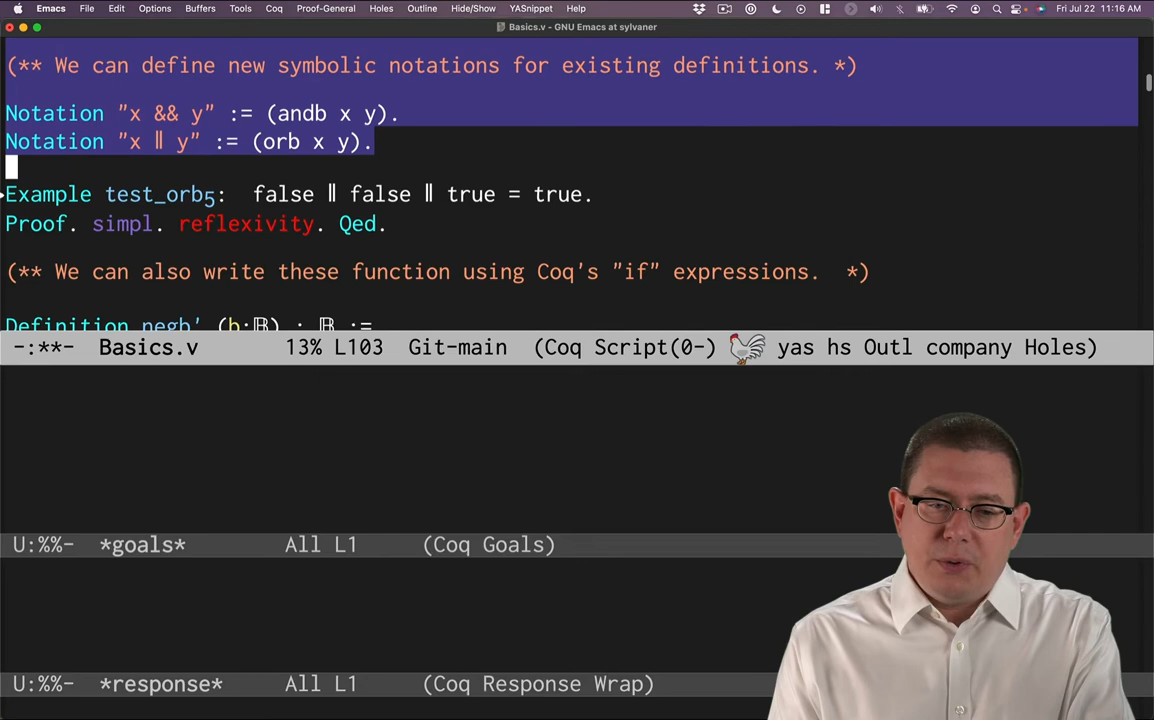 Emacs File Edit Options Buffers Tools Coq Proof-General Holes Outline Hide/Show YASnippet Help Fri Jul 22 11:16 AM
Basics.v - GNU Emacs at sylvaner
(** We can define new symbolic notations for existing definitions. *)
Notation "x && y" := (andb x y).
Notation "x ‖ y" := (orb x y).
Example test_orb5: false ‖ false ‖ true = true.
Proof. simpl. reflexivity. Qed.
(** We can also write these function using Coq's "if" expressions. *)
Definition negb' (b:𝔹) : 𝔹 :=
-:**- Basics.v 13% L103 Git-main (Coq Script(0-) yas hs Outl company Holes)
U:%%- *goals* All L1 (Coq Goals)
U:%%- *response* All L1 (Coq Response Wrap)